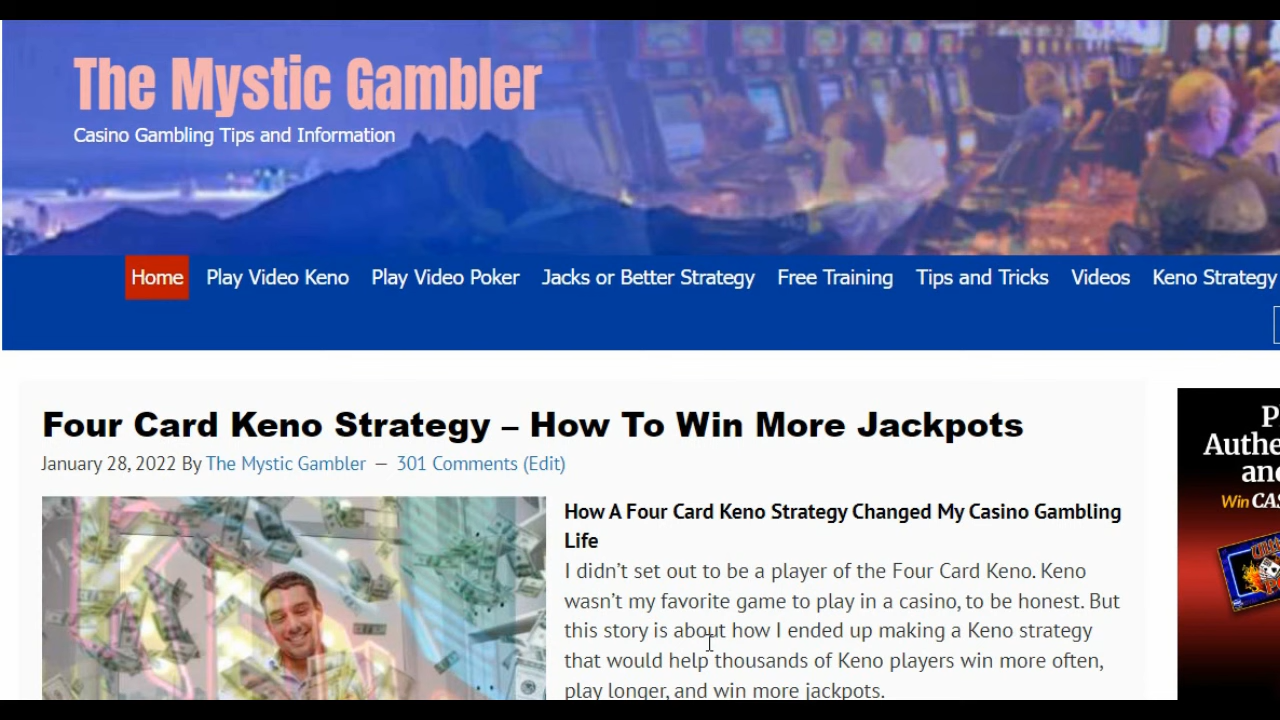 The Mystic Gambler
Casino Gambling Tips and Information
Home Play Video Keno Play Video Poker Jacks or Better Strategy Free Training Tips and Tricks Videos Keno Strategy
Four Card Keno Strategy – How To Win More Jackpots
January 28, 2022 By The Mystic Gambler — 301 Comments (Edit)
How A Four Card Keno Strategy Changed My Casino Gambling
Life
I didn't set out to be a player of the Four Card Keno. Keno
wasn't my favorite game to play in a casino, to be honest. But
this story is about how I ended up making a Keno strategy
that would help thousands of Keno players win more often,
play longer, and win more jackpots.
Win